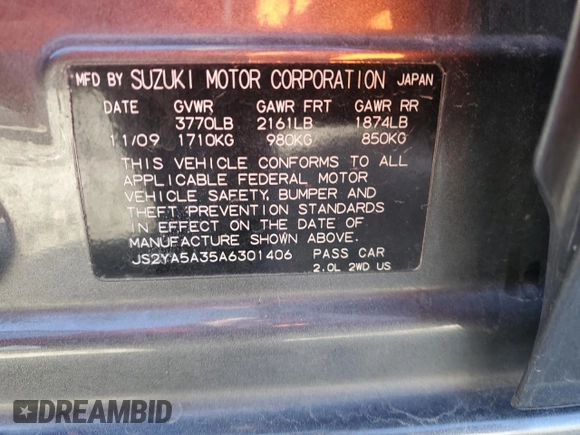 MFD BY SUZUKI MOTOR CORPORATION JAPAN
DATE GVWR GAWR FRT GAWR RR
3770LB 2161LB 1874LB
11/09 1710KG 980KG 850KG
THIS VEHICLE CONFORMS TO ALL
APPLICABLE FEDERAL MOTOR
VEHICLE SAFETY, BUMPER AND
THEFT PREVENTION STANDARDS
IN EFFECT ON THE DATE OF
MANUFACTURE SHOWN ABOVE.
JS2YA5A35A6301406 PASS CAR
2.0L 2WD US
DREAMBID